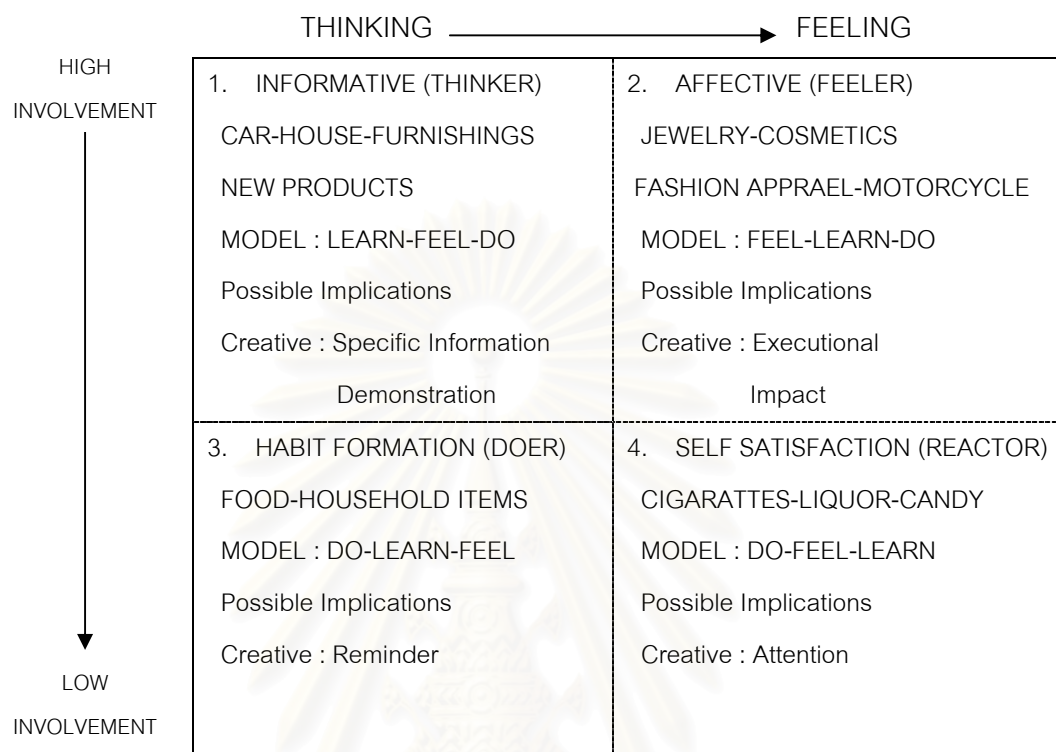 THINKING FEELING
HIGH
INVOLVEMENT
1. INFORMATIVE (THINKER)
CAR-HOUSE-FURNISHINGS
NEW PRODUCTS
MODEL : LEARN-FEEL-DO
Possible Implications
Creative : Specific Information
Demonstration
2. AFFECTIVE (FEELER)
JEWELRY-COSMETICS
FASHION APPRAEL-MOTORCYCLE
MODEL : FEEL-LEARN-DO
Possible Implications
Creative : Executional
Impact
3. HABIT FORMATION (DOER)
FOOD-HOUSEHOLD ITEMS
MODEL : DO-LEARN-FEEL
Possible Implications
Creative : Reminder
4. SELF SATISFACTION (REACTOR)
CIGARATTES-LIQUOR-CANDY
MODEL : DO-FEEL-LEARN
Possible Implications
Creative : Attention
LOW
INVOLVEMENT